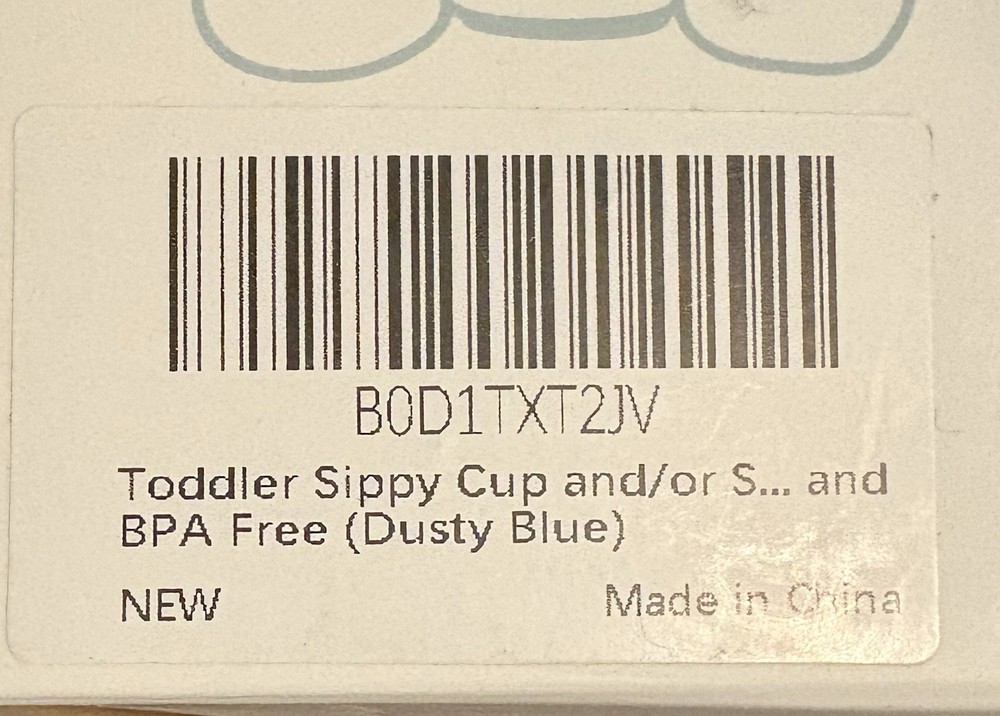 B0D1TXT2JV
Toddler Sippy Cup and/or S... and
BPA Free (Dusty Blue)
NEW
Made in China